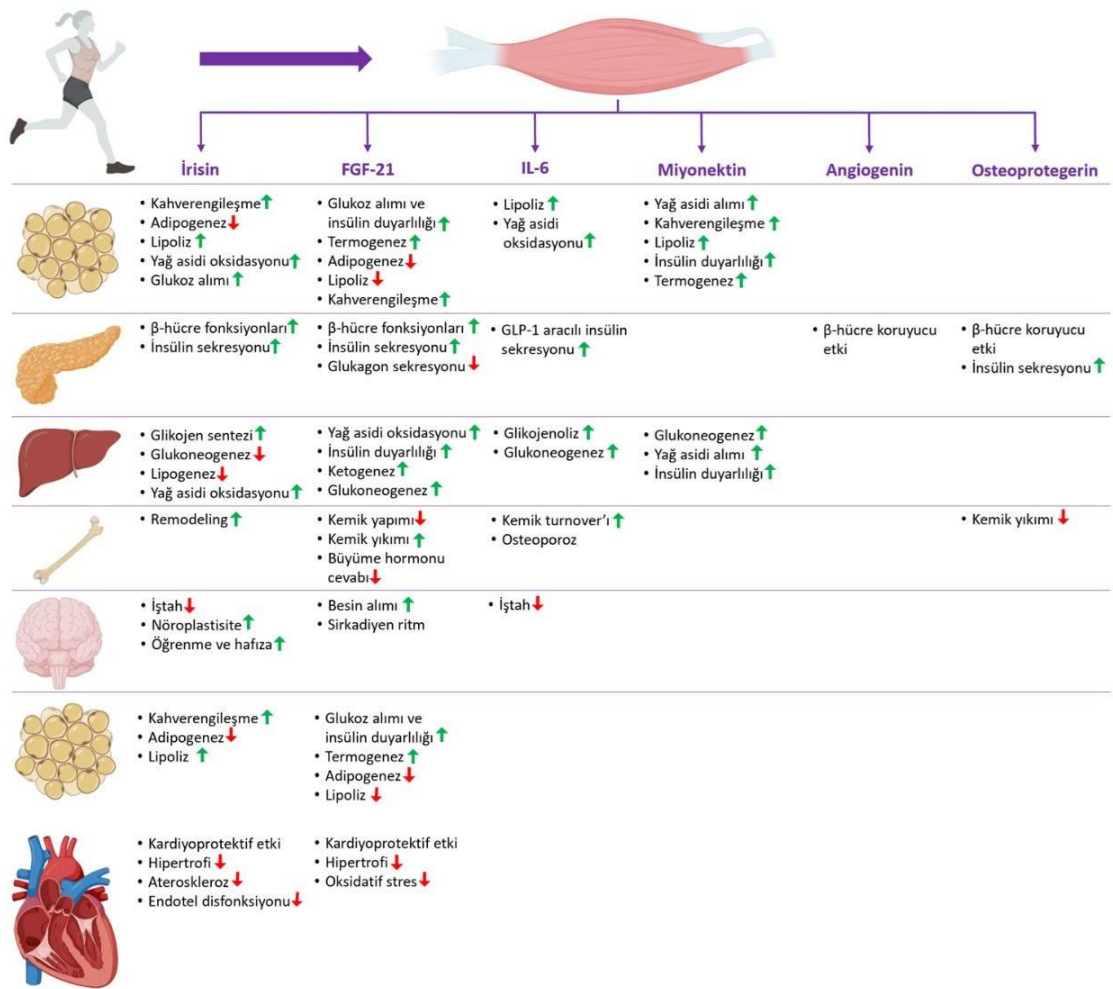 İrisin
FGF-21
IL-6
Miyonektin
Angiogenin
Osteoprotegerin
• Kahverengileşme↑
• Adipogenez↓
• Lipoliz↑
• Yağ asidi oksidasyonu↑
• Glukoz alımı↑
• Glukoz alımı ve
insülin duyarlılığı↑
• Termogenez↑
• Adipogenez↓
• Lipoliz↓
• Kahverengileşme↑
• Lipoliz↑
• Yağ asidi
oksidasyonu↑
• Yağ asidi alımı↑
• Kahverengileşme↑
• Lipoliz↑
• İnsülin duyarlılığı↑
• Termogenez↑
• β-hücre fonksiyonları↑
• İnsülin sekresyonu↑
• β-hücre fonksiyonları↑
• İnsülin sekresyonu↑
• Glukagon sekresyonu↓
• GLP-1 aracılı insülin
sekresyonu↑
• β-hücre koruyucu
etki
• β-hücre koruyucu
etki
• İnsülin sekresyonu↑
• Glikojen sentezi↑
• Glukoneogenez↓
• Lipogenez↓
• Yağ asidi oksidasyonu↑
• Yağ asidi oksidasyonu↑
• İnsülin duyarlılığı↑
• Ketogenez↑
• Glukoneogenez↑
• Glikojenoliz↑
• Glukoneogenez↑
• Glukoneogenez↑
• Yağ asidi alımı↑
• İnsülin duyarlılığı↑
• Remodeling↑
• Kemik yapımı↓
• Kemik yıkımı↑
• Büyüme hormonu
cevabı↓
• Kemik turnover’ı↑
• Osteoporoz
• Kemik yıkımı↓
• İştah↓
• Nöroplastisite↑
• Öğrenme ve hafıza↑
• Besin alımı↑
• Sirkadiyen ritm
• İştah↓
• Kahverengileşme↑
• Adipogenez↓
• Lipoliz↑
• Glukoz alımı ve
insülin duyarlılığı↑
• Termogenez↑
• Adipogenez↓
• Lipoliz↓
• Kardiyoprotektif etki
• Hipertrofi↓
• Ateroskleroz↓
• Endotel disfonksiyonu↓
• Kardiyoprotektif etki
• Hipertrofi↓
• Oksidatif stres↓